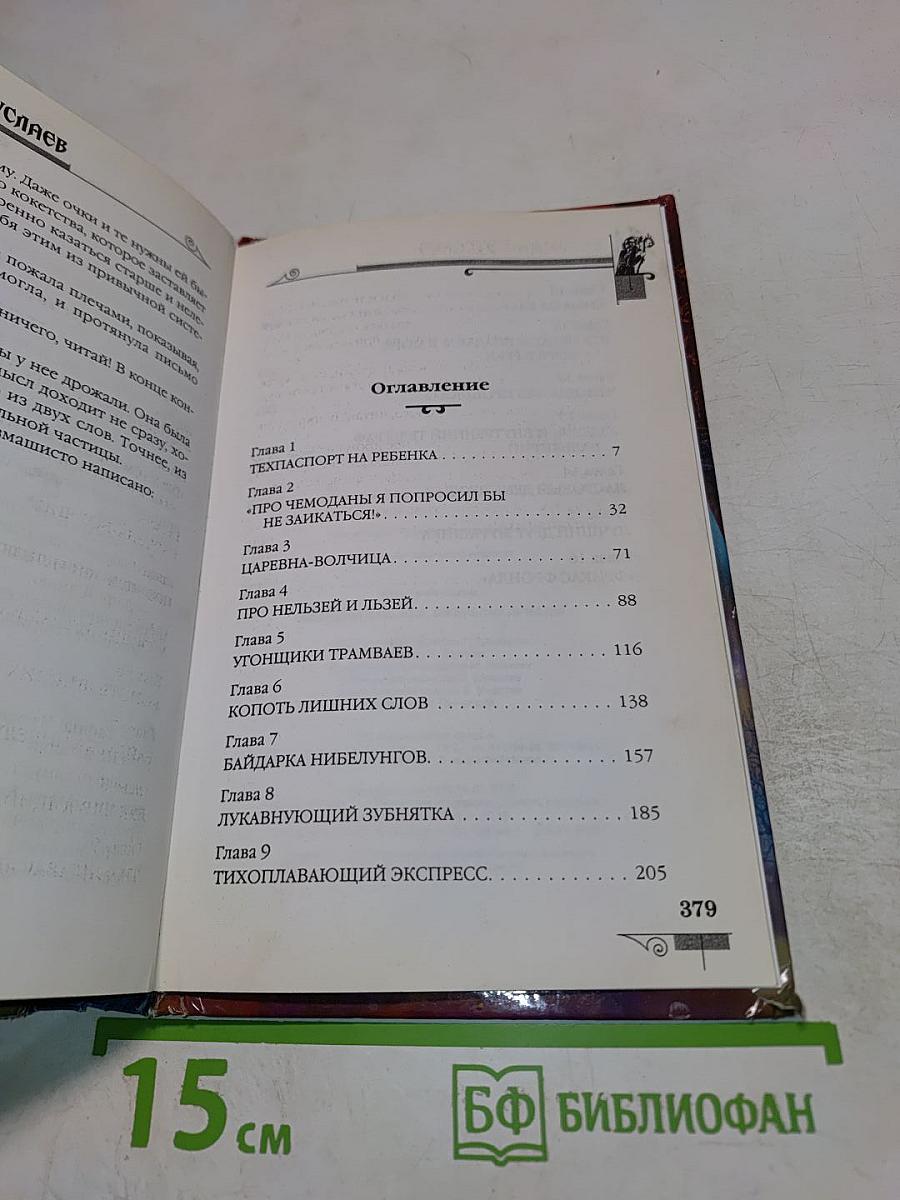 УСЛАЕВ
му. Даже очки и те нужны ей бы-
о кокетства, которое заставляет
ренно казаться старше и неле-
бя этим из привычной систе-
пожала плечами, показывая,
могла, и протянула письмо
ничего, читай! В конце кон-
ы у нее дрожали. Она была
мысл доходит не сразу, хо-
из двух слов. Точнее, из
льной частицы.
змашисто написано:
Оглавление
Глава 1
ТЕХПАСПОРТ НА РЕБЕНКА . . . . . . . . . . . . . . . . . 7
Глава 2
«ПРО ЧЕМОДАНЫ Я ПОПРОСИЛ БЫ
НЕ ЗАИКАТЬСЯ!» . . . . . . . . . . . . . . . . . . . . . . 32
Глава 3
ЦАРЕВНА-ВОЛЧИЦА . . . . . . . . . . . . . . . . . . . . . 71
Глава 4
ПРО НЕЛЬЗЕЙ И ЛЬЗЕЙ. . . . . . . . . . . . . . . . . . . 88
Глава 5
УГОНЩИКИ ТРАМВАЕВ. . . . . . . . . . . . . . . . . . 116
Глава 6
КОПОТЬ ЛИШНИХ СЛОВ . . . . . . . . . . . . . . . . . 138
Глава 7
БАЙДАРКА НИБЕЛУНГОВ. . . . . . . . . . . . . . . . . 157
Глава 8
ЛУКАВНУЮЩИЙ ЗУБНЯТКА . . . . . . . . . . . . . . 185
Глава 9
ТИХОПЛАВАЮЩИЙ ЭКСПРЕСС. . . . . . . . . . . . . 205
379
15 см
БФ БИБЛИОФАН